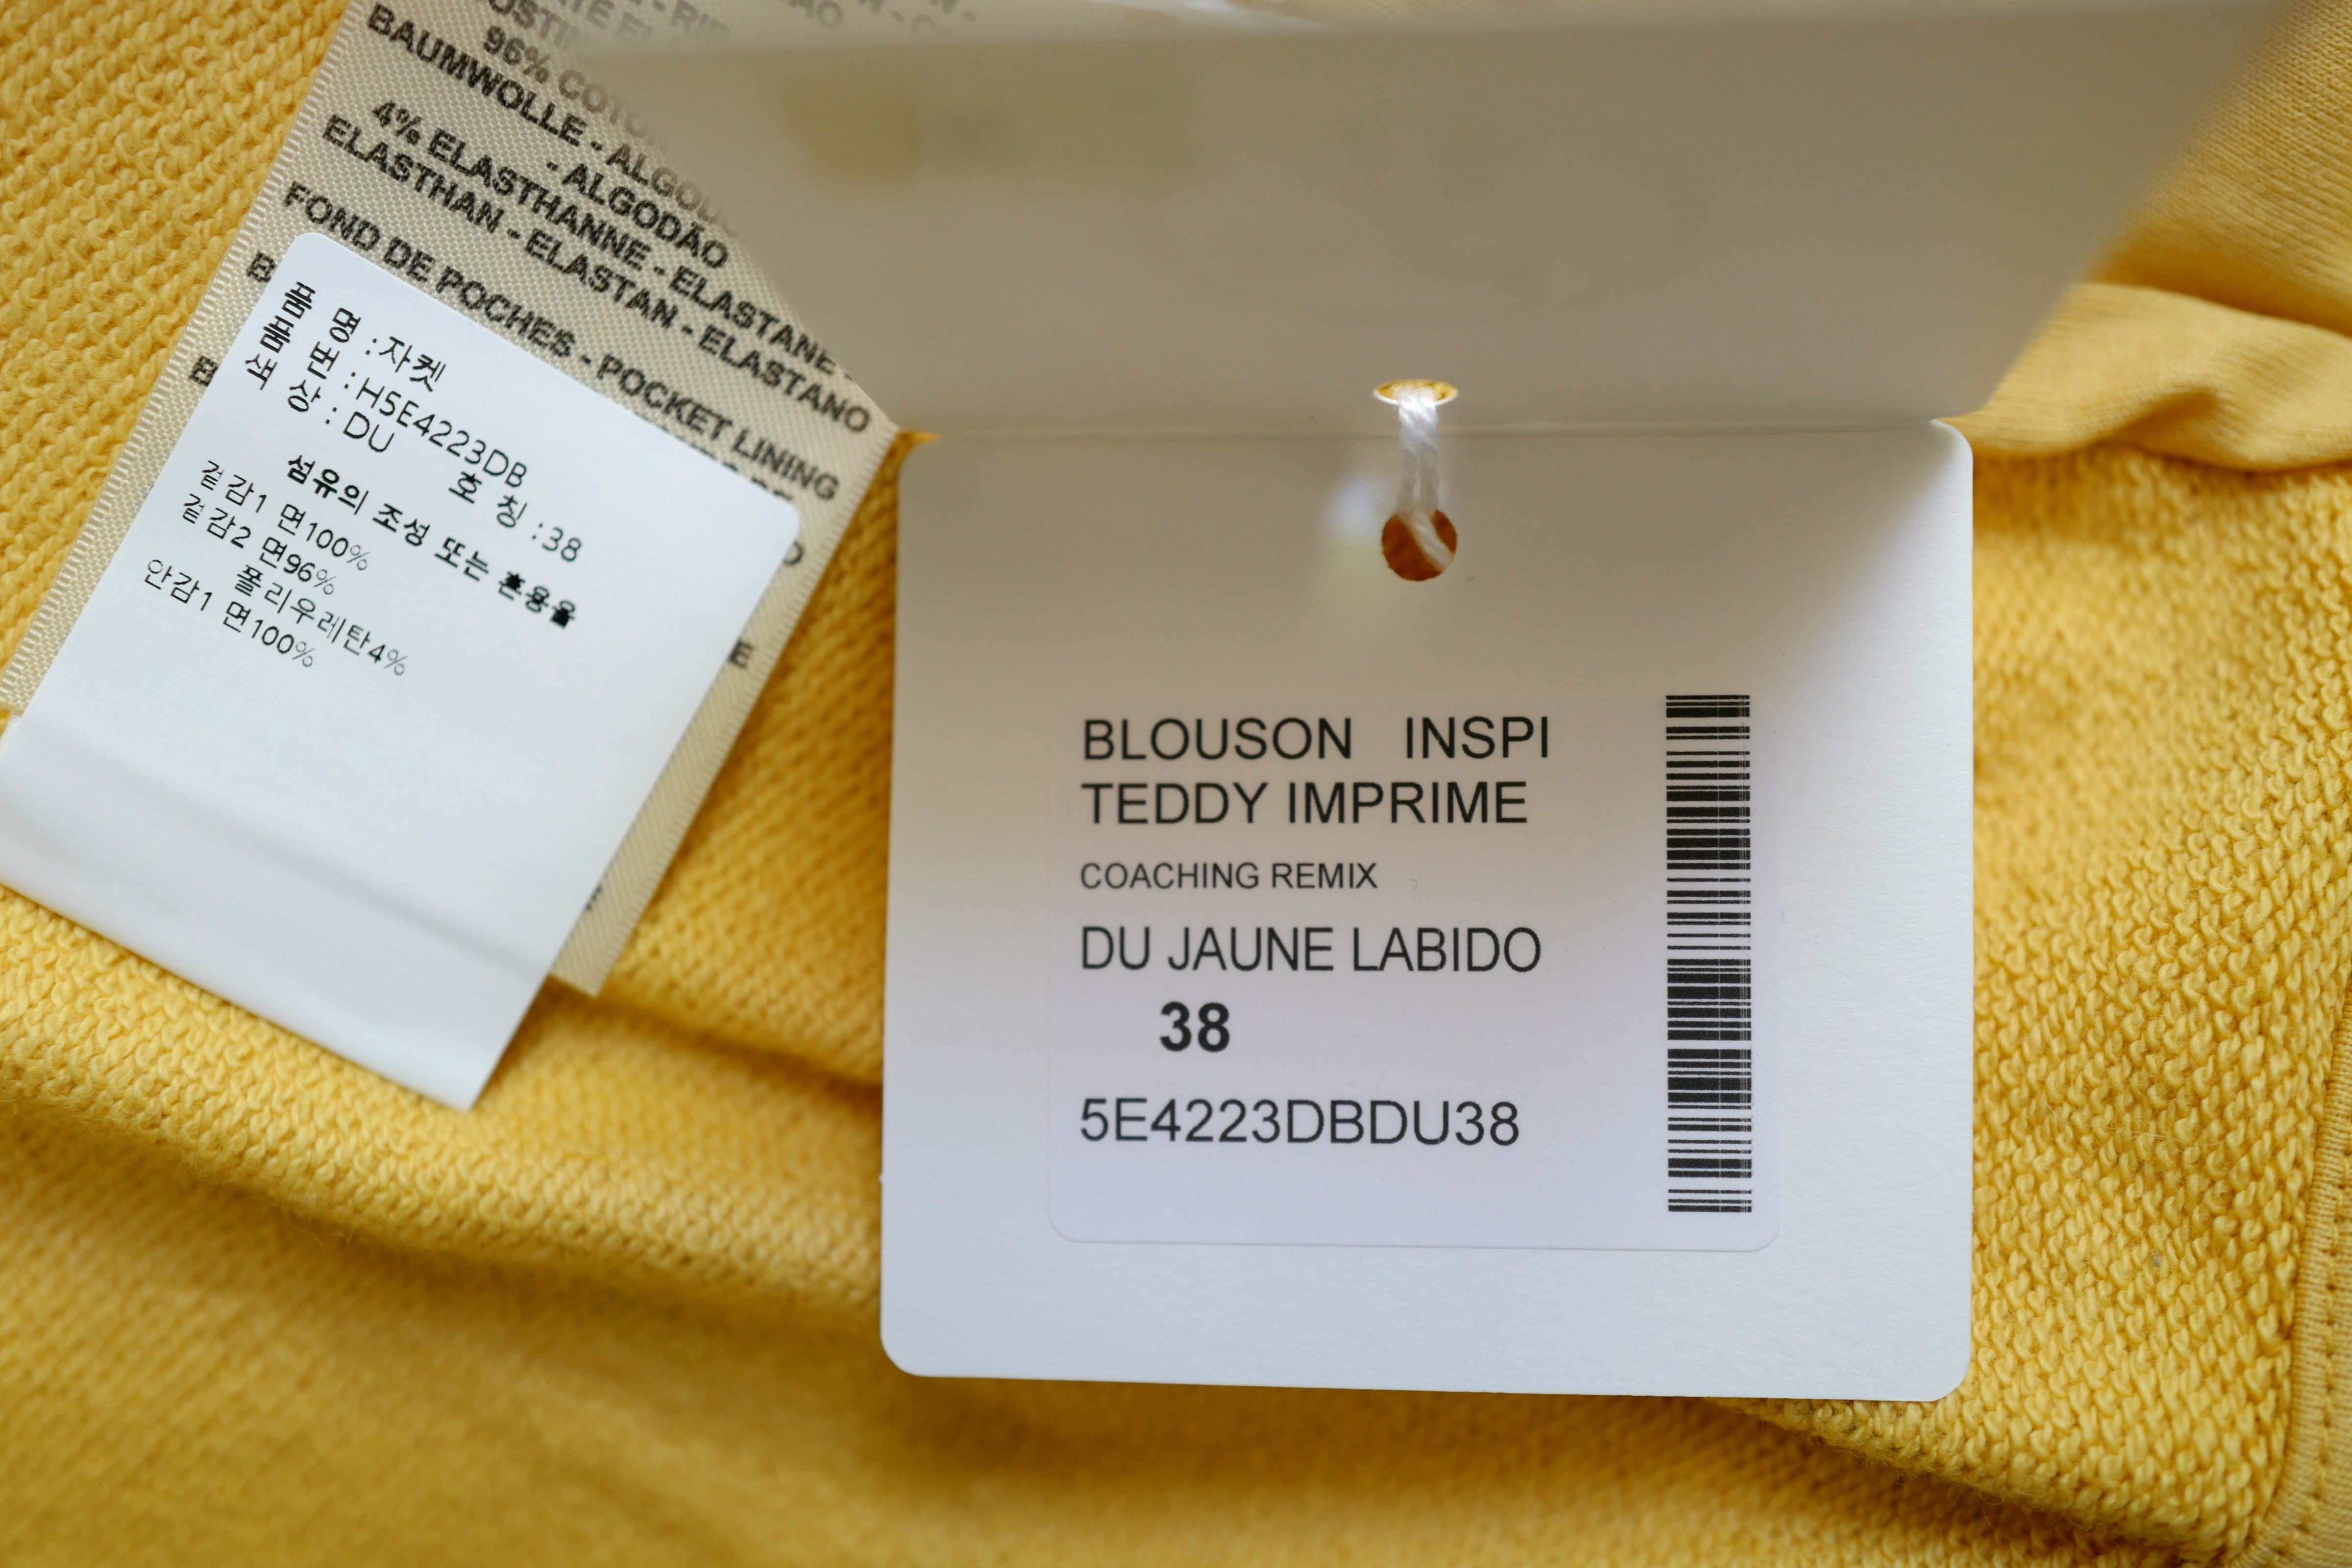 96% COTON
BAUMWOLLE - ALGO
- ALGODÃO
4% ELASTHANNE - ELASTANE -
ELASTHAN - ELASTAN - ELASTANO
FOND DE POCHES - POCKET LINING
품 명 : 자켓
품 번 : H5E4223DB
색 상 : DU 호 칭 : 38
섬유의 조성 또는 혼용율
겉감1 면100%
겉감2 면96%
폴리우레탄4%
안감1 면100%
BLOUSON INSPI
TEDDY IMPRIME
COACHING REMIX
DU JAUNE LABIDO
38
5E4223DBDU38